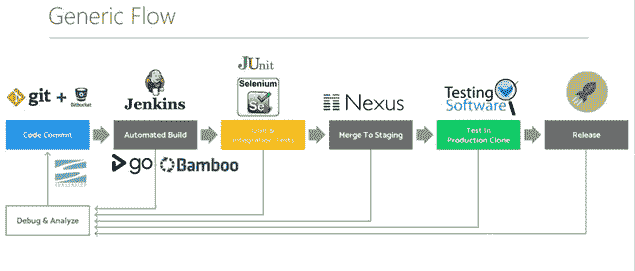 Generic Flow
git + Bitbucket
Jenkins
JUnit
Selenium
Se
Nexus
Testing
Software
Code Commit
Automated Build
Integration Tests
Merge To Staging
Test In
Production Clone
Release
go
Bamboo
SUBVERSION
Debug & Analyze